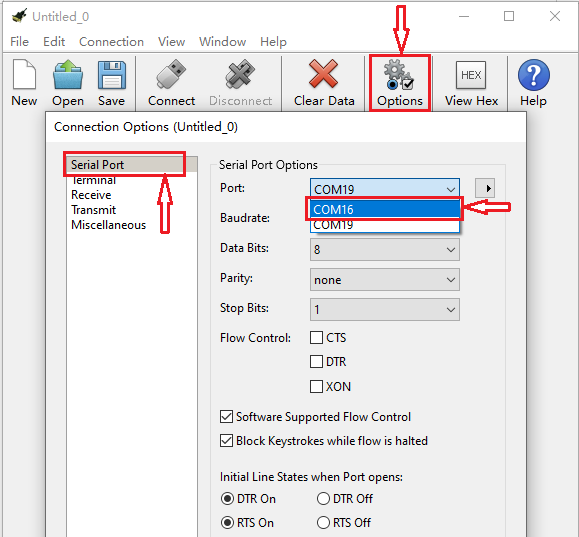 Untitled_0
File Edit Connection View Window Help
New Open Save Connect Disconnect Clear Data Options HEX View Hex ? Help
Connection Options (Untitled_0)
Serial Port
Terminal
Receive
Transmit
Miscellaneous
Serial Port Options
Port: COM19
COM16
Baudrate: COM19
Data Bits: 8
Parity: none
Stop Bits: 1
Flow Control: CTS
DTR
XON
Software Supported Flow Control
Block Keystrokes while flow is halted
Initial Line States when Port opens:
DTR On DTR Off
RTS On RTS Off